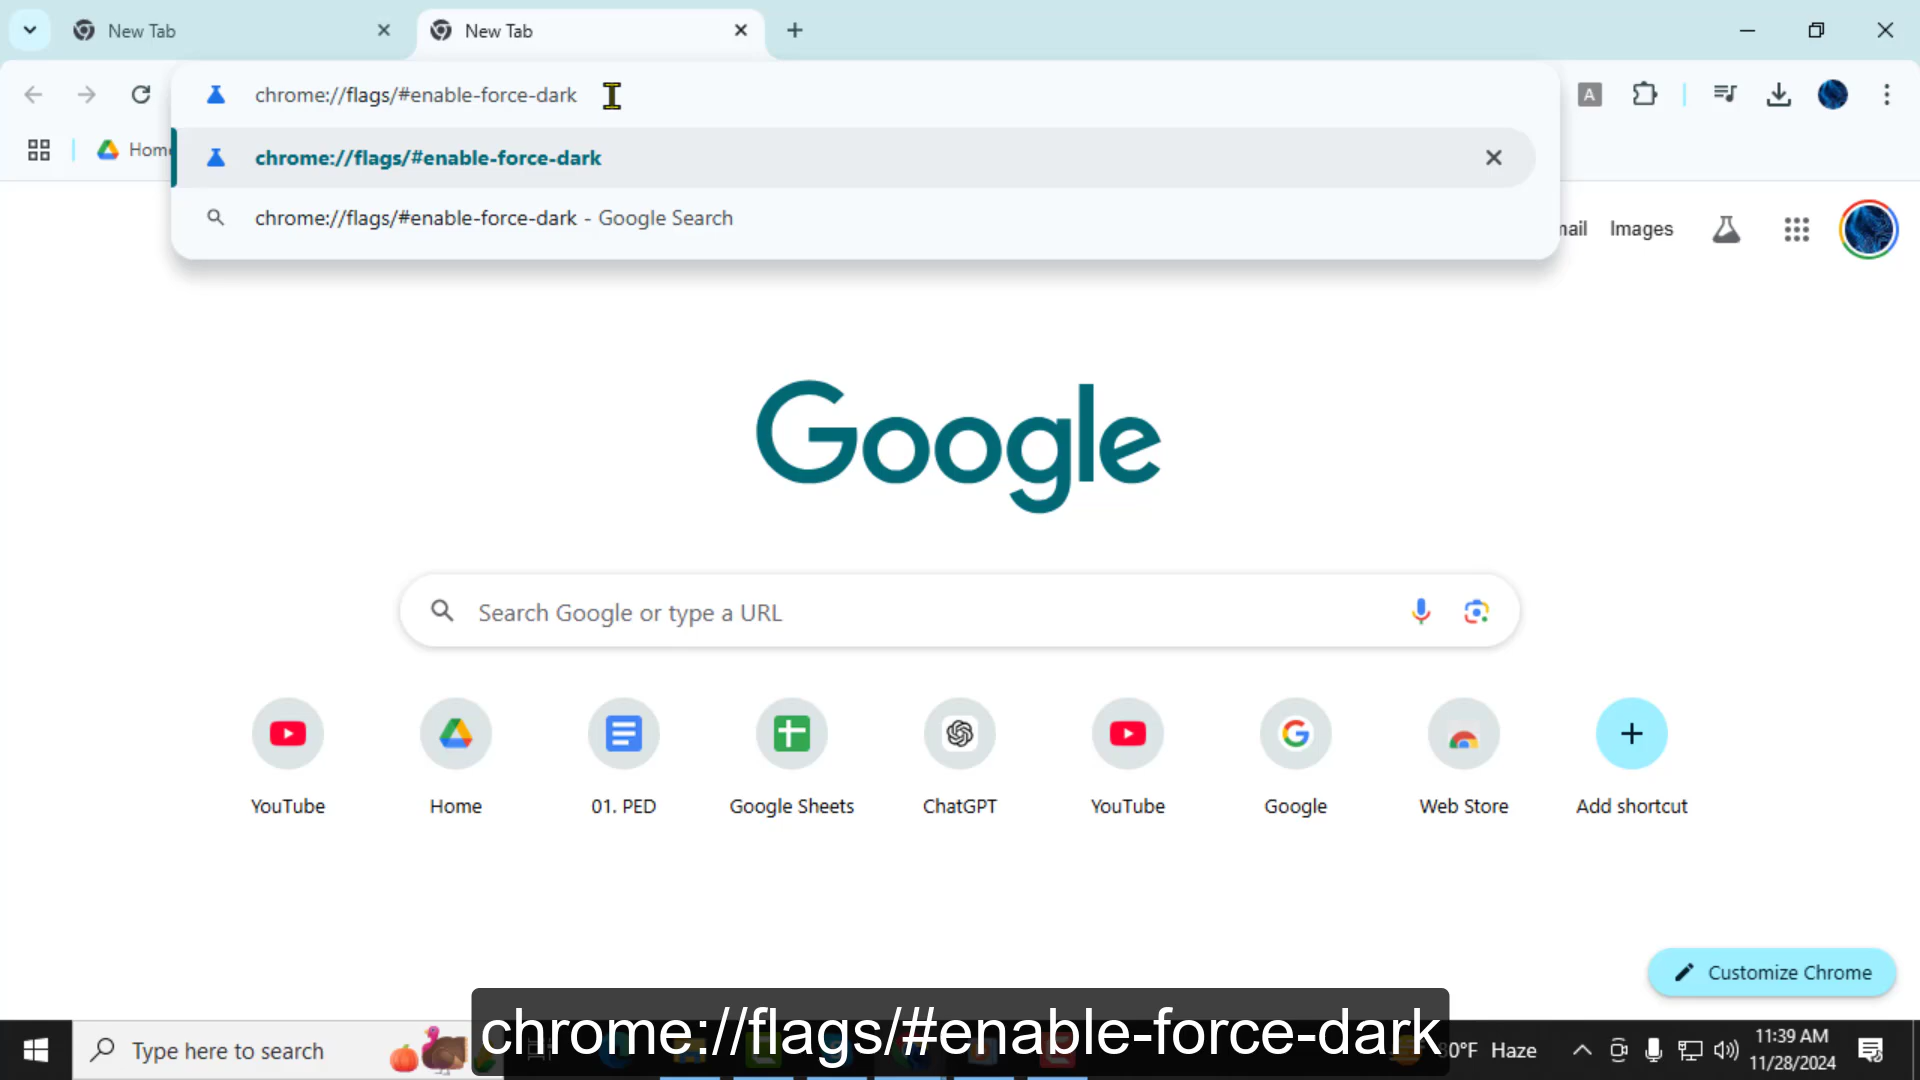 New Tab
New Tab
chrome://flags/#enable-force-dark
A
Hom
chrome://flags/#enable-force-dark
chrome://flags/#enable-force-dark - Google Search
Images
Google
Search Google or type a URL
YouTube
Home
01. PED
Google Sheets
ChatGPT
YouTube
Google
Web Store
Add shortcut
Customize Chrome
chrome://flags/#enable-force-dark
Type here to search
Haze
11:39 AM
11/28/2024